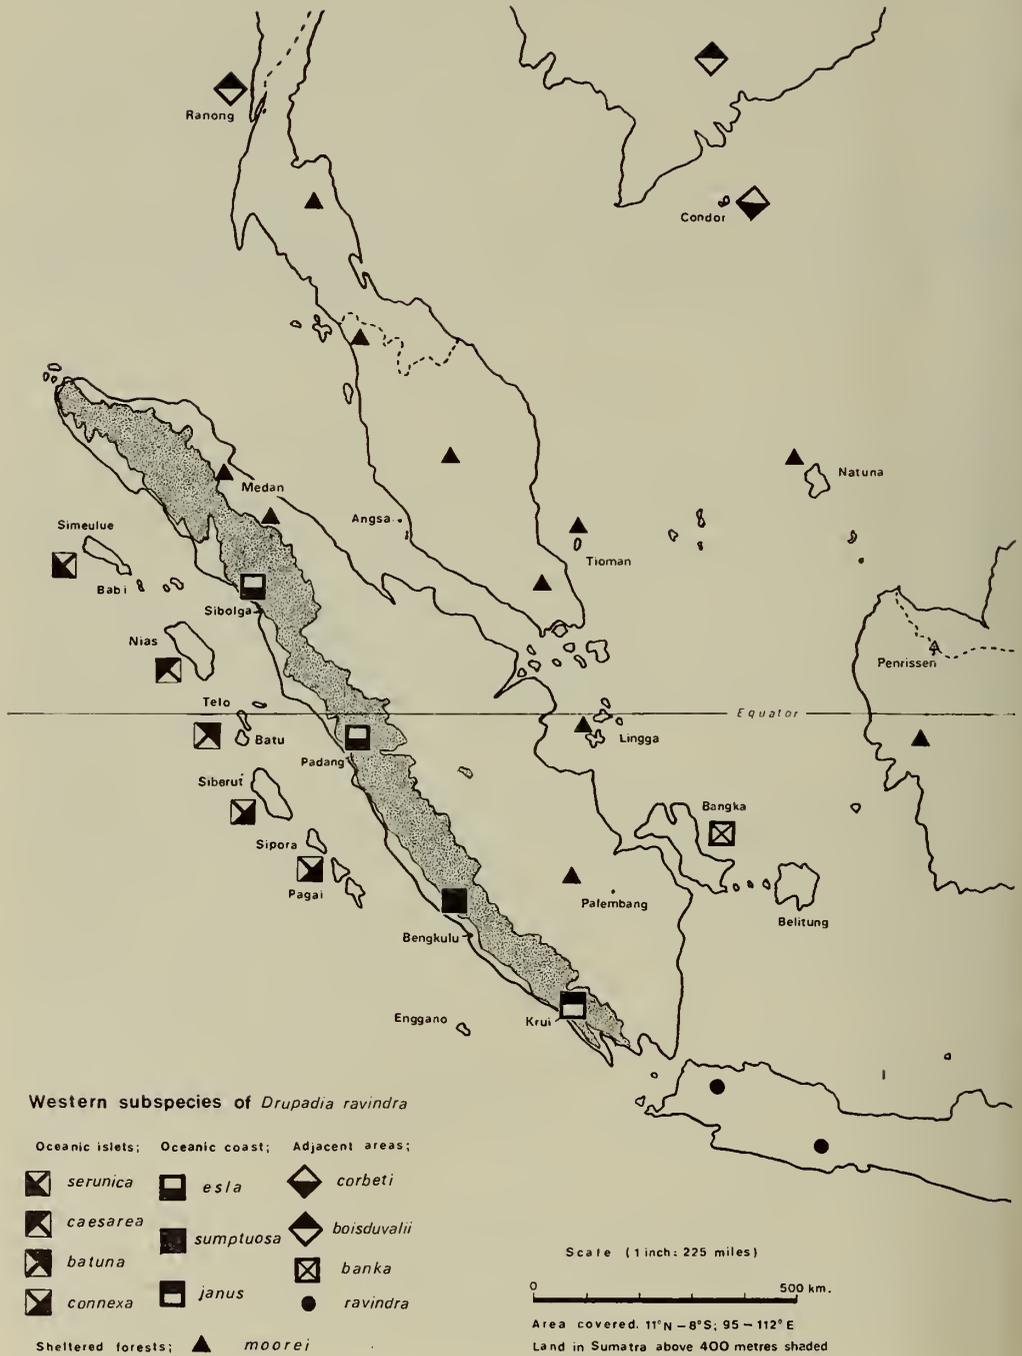 Ranong
Condor
Natuna
Medan
Angsa
Simeulue
Tioman
Babi
Sibolga
Nias
Penrissen
Telo
Equator
Batu
Lingga
Padang
Siberut
Bangka
Sipora
Pagai
Palembang
Belitung
Bengkulu
Enggano
Krui
Western subspecies of Drupadia ravindra
Oceanic islets; Oceanic coast; Adjacent areas;
serunica esla corbeti
caesarea sumptuosa boisduvalii
batuna banka
connexa janus ravindra
Sheltered forests; moorei
Scale (1 inch: 225 miles)
0 500 km.
Area covered. 11°N – 8°S; 95 – 112° E
Land in Sumatra above 400 metres shaded